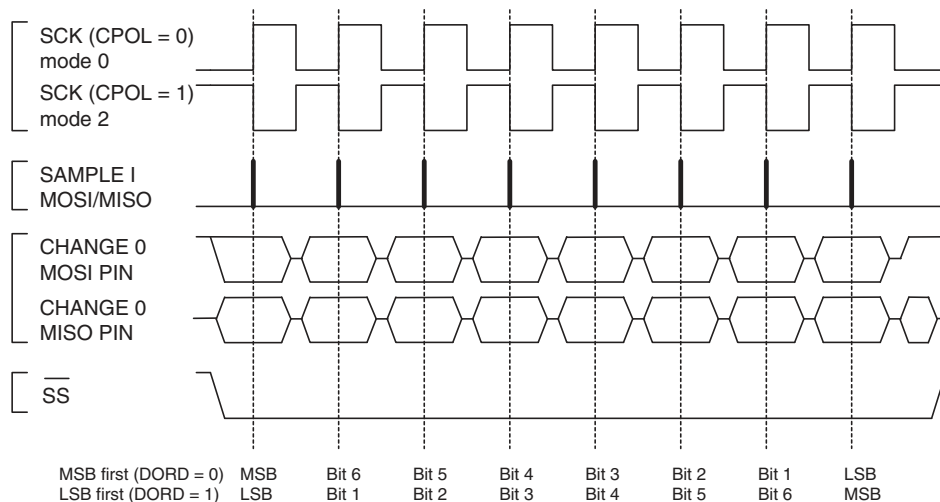 SCK (CPOL = 0)
mode 0
SCK (CPOL = 1)
mode 2
SAMPLE I
MOSI/MISO
CHANGE 0
MOSI PIN
CHANGE 0
MISO PIN
SS
MSB first (DORD = 0) MSB Bit 6 Bit 5 Bit 4 Bit 3 Bit 2 Bit 1 LSB
LSB first (DORD = 1) LSB Bit 1 Bit 2 Bit 3 Bit 4 Bit 5 Bit 6 MSB